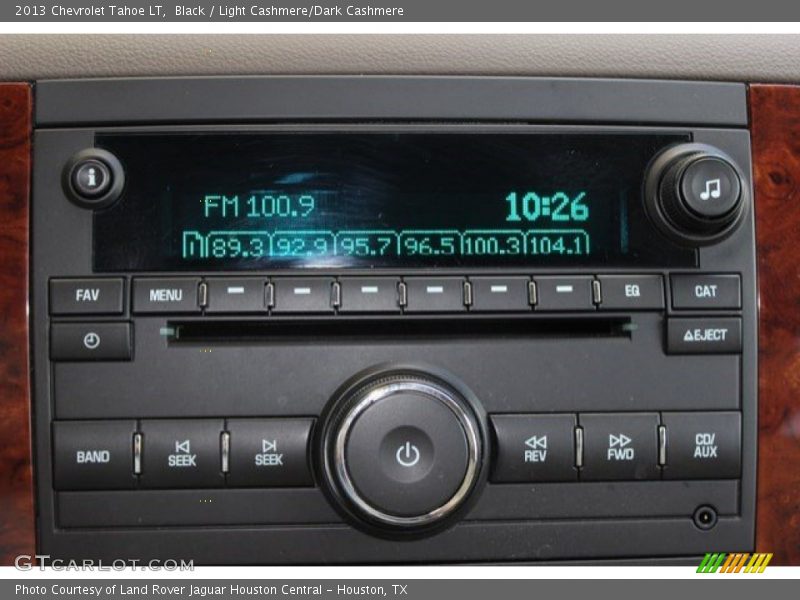 2013 Chevrolet Tahoe LT,  Black / Light Cashmere/Dark Cashmere
i
FM 100.9 10:26
89.3 92.9 95.7 96.5 100.3 104.1
FAV MENU EQ CAT
EJECT
BAND SEEK SEEK REV FWD CD/
AUX
GTCARLOT.COM
Photo Courtesy of Land Rover Jaguar Houston Central - Houston, TX